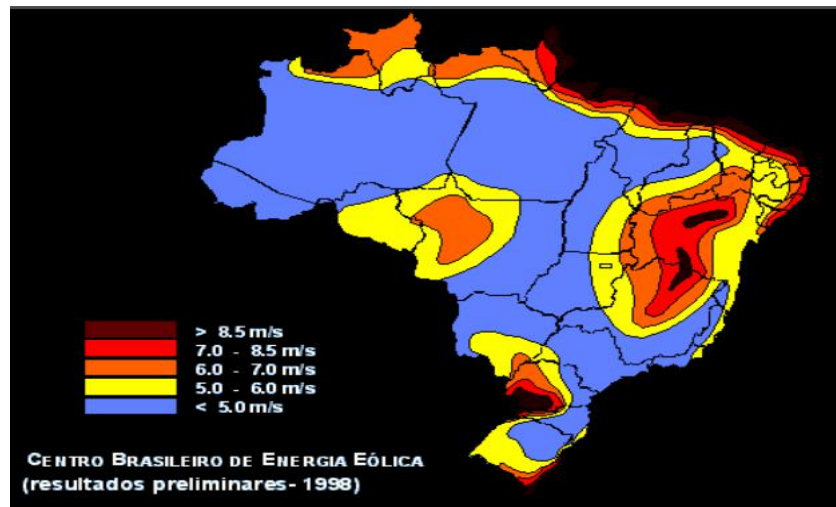 > 8.5 m/s
7.0 - 8.5 m/s
6.0 - 7.0 m/s
5.0 - 6.0 m/s
< 5.0 m/s
CENTRO BRASILEIRO DE ENERGIA EÓLICA
(resultados preliminares- 1998)